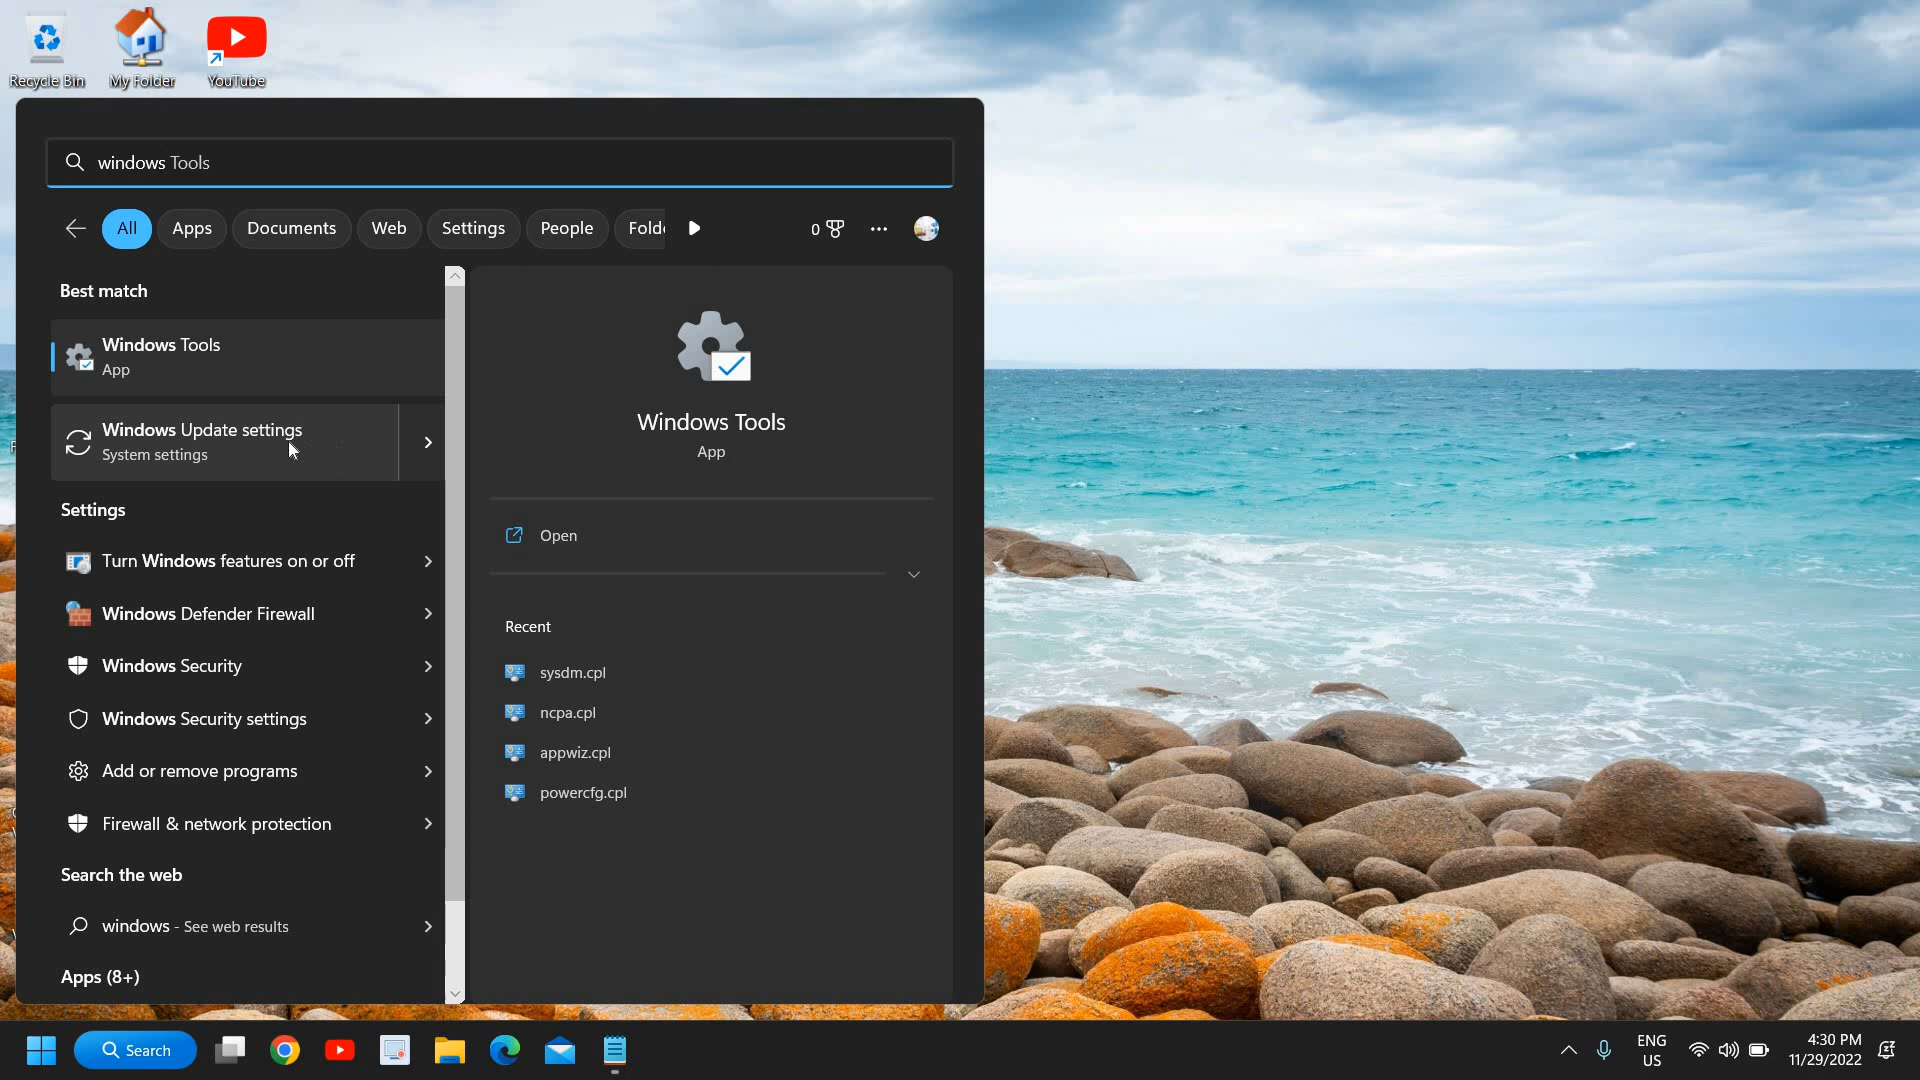 Recycle Bin
My Folder
YouTube
windows Tools
All
Apps
Documents
Web
Settings
People
Folde
0
Best match
Windows Tools
App
Windows Update settings
System settings
Settings
Turn Windows features on or off
Windows Defender Firewall
Windows Security
Windows Security settings
Add or remove programs
Firewall & network protection
Search the web
windows - See web results
Apps (8+)
Windows Tools
App
Open
Recent
sysdm.cpl
ncpa.cpl
appwiz.cpl
powercfg.cpl
Search
ENG
US
4:30 PM
11/29/2022